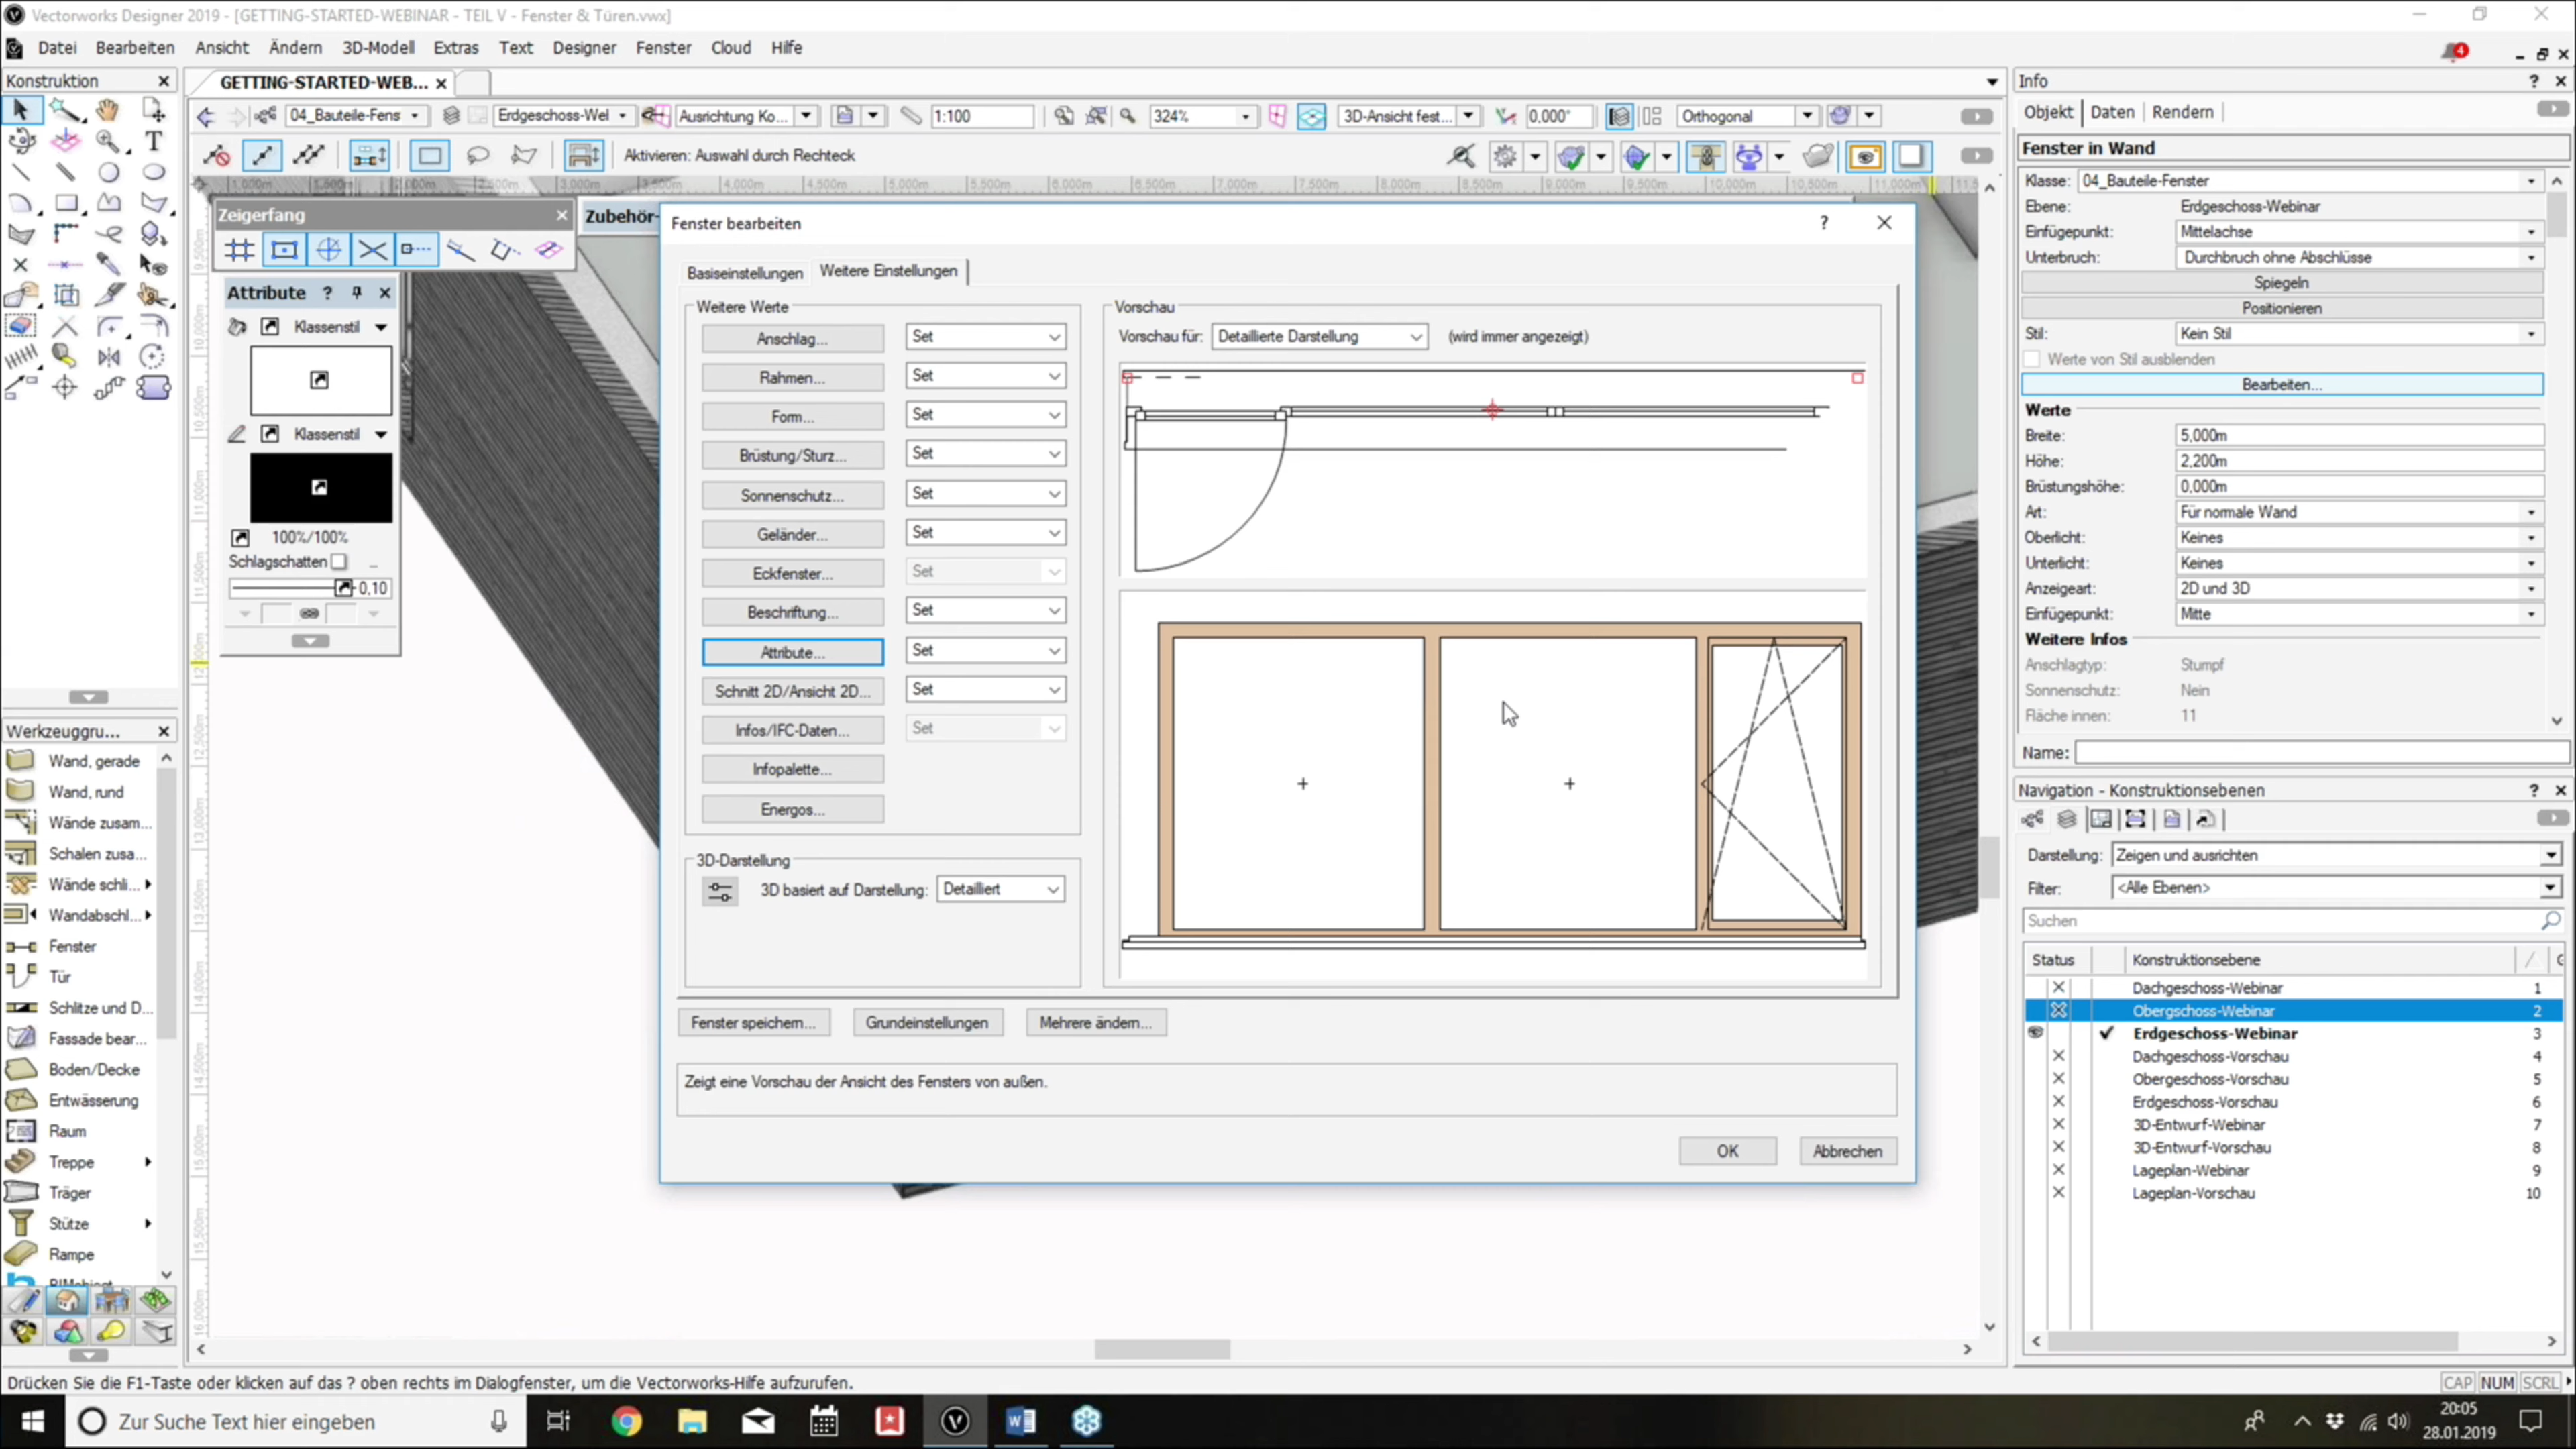 Vectorworks Designer 2019 - [GETTING-STARTED-WEBINAR - TEIL V - Fenster & Türen.vwx]
Datei Bearbeiten Ansicht Ändern 3D-Modell Extras Text Designer Fenster Cloud Hilfe
4
Konstruktion
GETTING-STARTED-WEB...
04_Bauteile-Fens
Erdgeschoss-Wel
Ausrichtung Ko...
1:100
324%
3D-Ansicht fest...
0,000°
Orthogonal
Aktivieren: Auswahl durch Rechteck
Zeigerfang
Zubehör-
Attribute ?
Klassenstil
Klassenstil
100%/100%
Schlagschatten
0,10
Werkzeuggru...
Wand, gerade
Wand, rund
Wände zusam...
Schalen zusa...
Wände schli...
Wandabschl...
Fenster
Tür
Schlitze und D...
Fassade bear...
Boden/Decke
Entwässerung
Raum
Treppe
Träger
Stütze
Rampe
BIMobject
Fenster bearbeiten
?
Basiseinstellungen
Weitere Einstellungen
Weitere Werte
Anschlag... Set
Rahmen... Set
Form... Set
Brüstung/Sturz... Set
Sonnenschutz... Set
Geländer... Set
Eckfenster... Set
Beschriftung... Set
Attribute... Set
Schnitt 2D/Ansicht 2D... Set
Infos/IFC-Daten... Set
Infopalette...
Energos...
3D-Darstellung
3D basiert auf Darstellung: Detailliert
Vorschau
Vorschau für: Detaillierte Darstellung (wird immer angezeigt)
Fenster speichern...
Grundeinstellungen
Mehrere ändern...
Zeigt eine Vorschau der Ansicht des Fensters von außen.
OK
Abbrechen
Info ?
Objekt Daten Rendern
Fenster in Wand
Klasse: 04_Bauteile-Fenster
Ebene: Erdgeschoss-Webinar
Einfügepunkt: Mittelachse
Unterbruch: Durchbruch ohne Abschlüsse
Spiegeln
Positionieren
Stil: Kein Stil
Werte von Stil ausblenden
Bearbeiten...
Werte
Breite: 5,000m
Höhe: 2,200m
Brüstungshöhe: 0,000m
Art: Für normale Wand
Oberlicht: Keines
Unterlicht: Keines
Anzeigeart: 2D und 3D
Einfügepunkt: Mitte
Weitere Infos
Anschlagtyp: Stumpf
Sonnenschutz: Nein
Fläche innen: 11
Name:
Navigation - Konstruktionsebenen ?
Darstellung: Zeigen und ausrichten
Filter: <Alle Ebenen>
Suchen
Status Konstruktionsebene /
Dachgeschoss-Webinar 1
Obergschoss-Webinar 2
Erdgeschoss-Webinar 3
Dachgeschoss-Vorschau 4
Obergeschoss-Vorschau 5
Erdgeschoss-Vorschau 6
3D-Entwurf-Webinar 7
3D-Entwurf-Vorschau 8
Lageplan-Webinar 9
Lageplan-Vorschau 10
Drücken Sie die F1-Taste oder klicken auf das ? oben rechts im Dialogfenster, um die Vectorworks-Hilfe aufzurufen.
CAP NUM SCRL
Zur Suche Text hier eingeben
20:05
28.01.2019